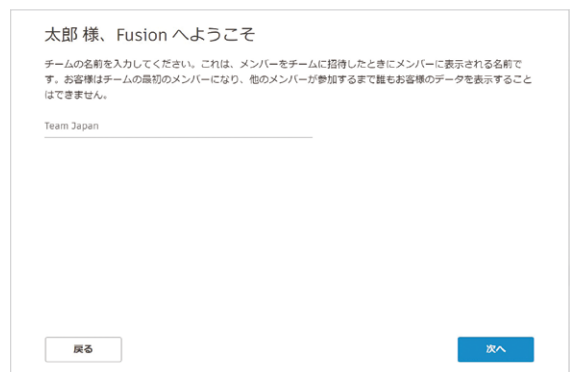 太郎 様、Fusion へようこそ
チームの名前を入力してください。これは、メンバーをチームに招待したときにメンバーに表示される名前で
す。お客様はチームの最初のメンバーになり、他のメンバーが参加するまで誰もお客様のデータを表示すること
はできません。
Team Japan
戻る
次へ